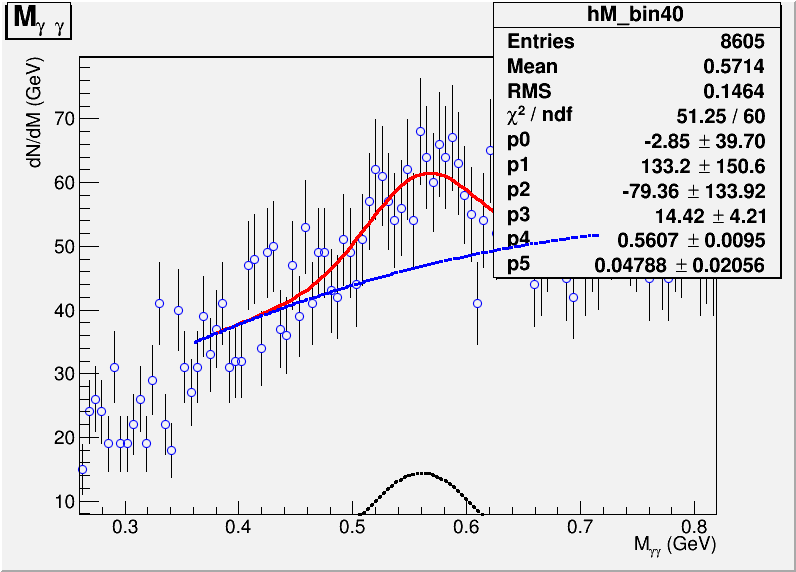 Mγ γ
hM_bin40
Entries 8605
Mean 0.5714
RMS 0.1464
χ² / ndf 51.25 / 60
p0 -2.85 ± 39.70
p1 133.2 ± 150.6
p2 -79.36 ± 133.92
p3 14.42 ± 4.21
p4 0.5607 ± 0.0095
p5 0.04788 ± 0.02056
dN/dM (GeV)
70
60
50
40
30
20
10
0.3 0.4 0.5 0.6 0.7 0.8
Mγγ (GeV)